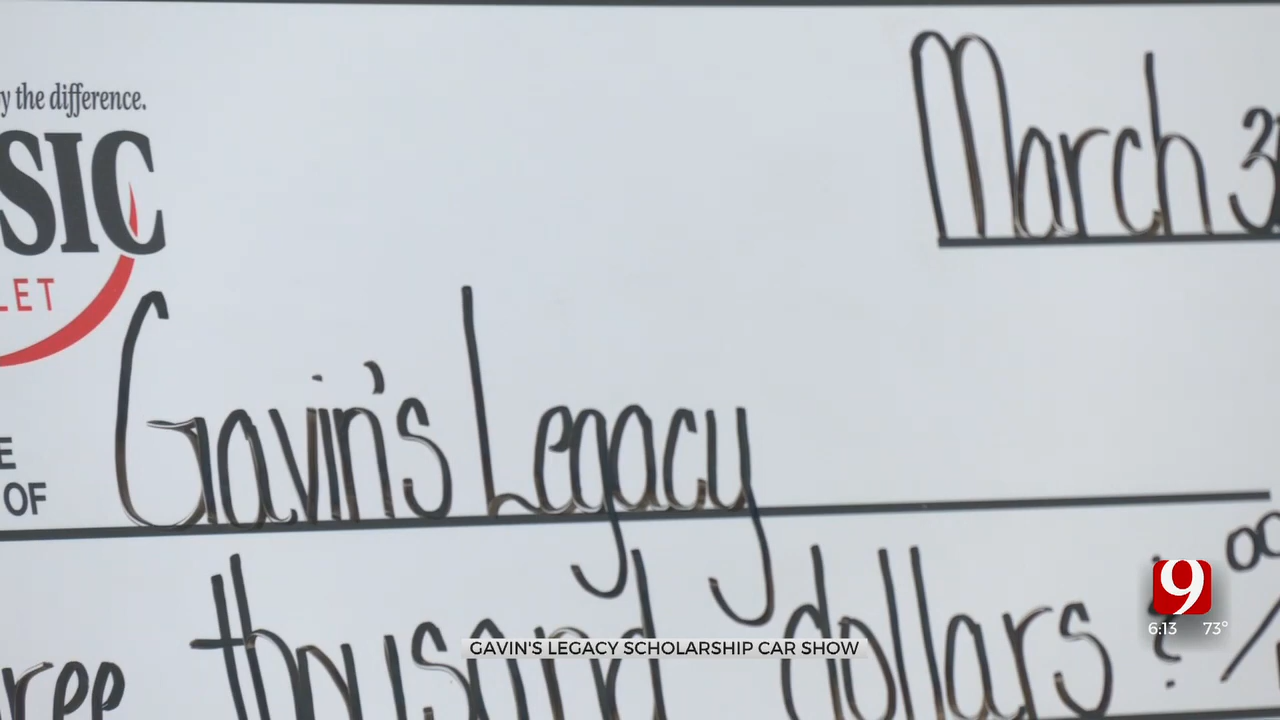 y the difference.
March 3
SIC
LET
Gavin's Legacy
E
OF
00
ree thousand dollars &
GAVIN'S LEGACY SCHOLARSHIP CAR SHOW
9
6:13 73°